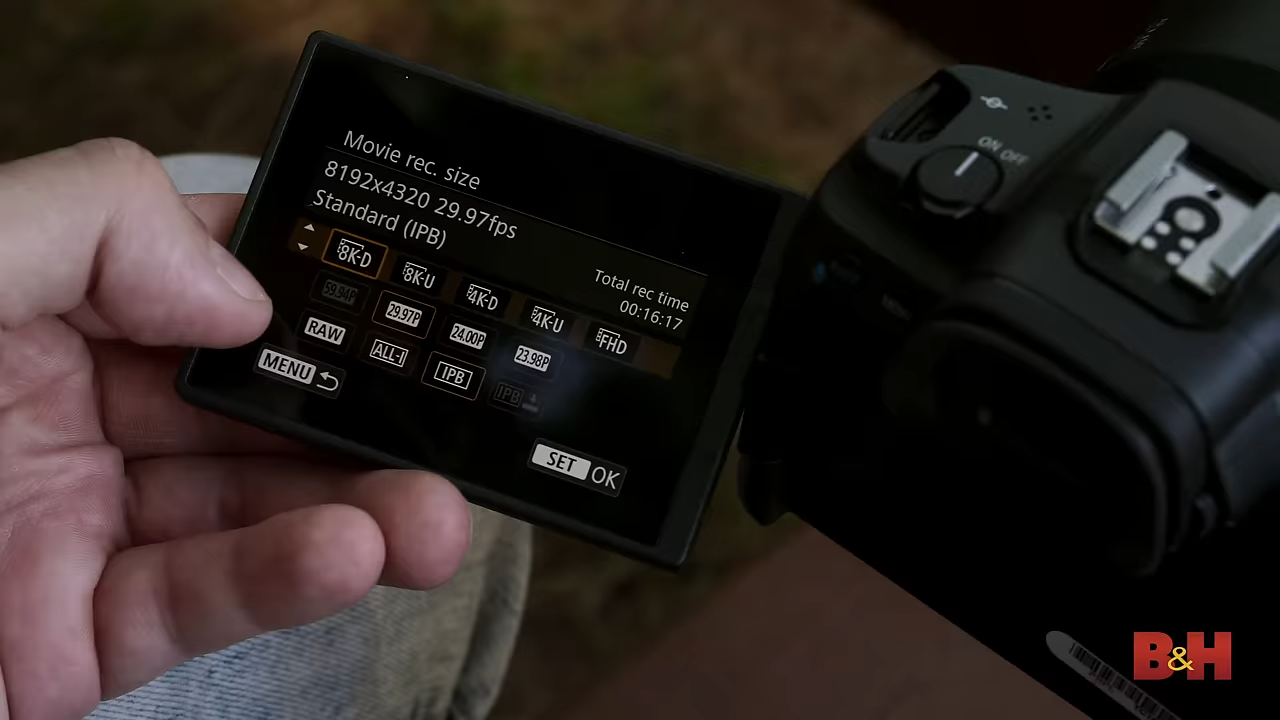 Movie rec. size
8192x4320 29.97fps
Standard (IPB)
Total rec time
00:16:17
8K-D 8K-U 4K-D 4K-U FHD
59.94P 29.97P 24.00P 23.98P
RAW ALL-I IPB IPB
MENU
SET OK
ON OFF
B&H